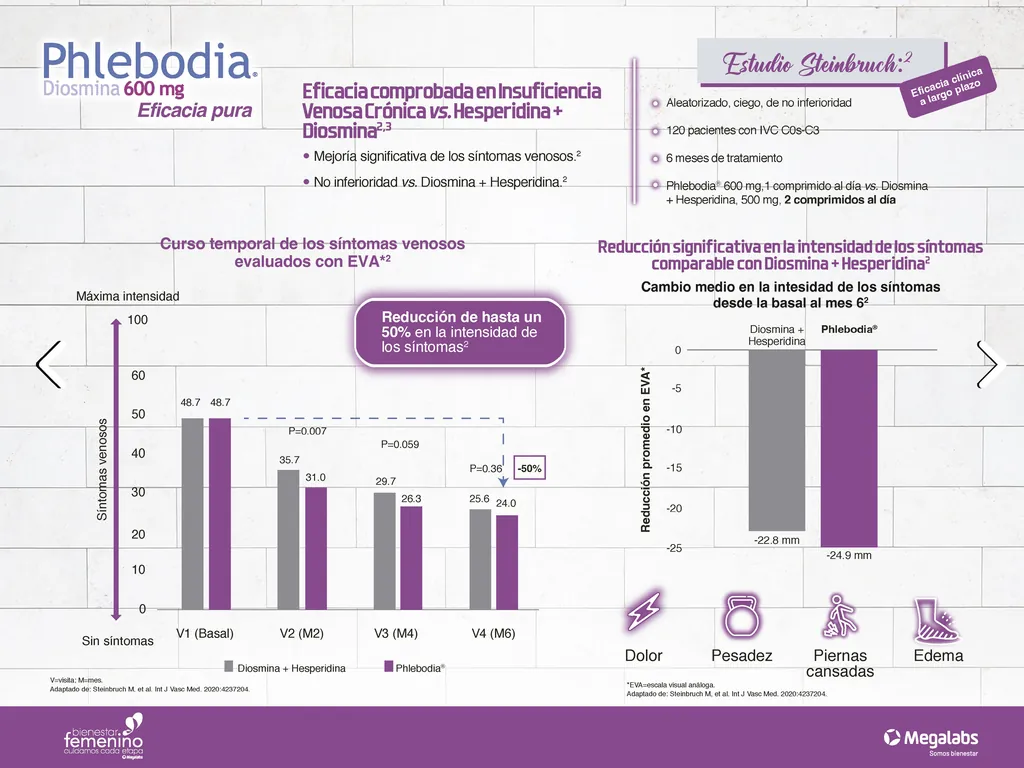 Phlebodia®
Diosmina 600 mg
Eficacia pura
Eficacia comprobada en Insuficiencia
Venosa Crónica vs. Hesperidina +
Diosmina2,3
• Mejoría significativa de los síntomas venosos.2
• No inferioridad vs. Diosmina + Hesperidina.2
Estudio Steinbruch:2
Eficacia clínica
a largo plazo
Aleatorizado, ciego, de no inferioridad
120 pacientes con IVC C0s-C3
6 meses de tratamiento
Phlebodia® 600 mg,1 comprimido al día vs. Diosmina
+ Hesperidina, 500 mg, 2 comprimidos al día
Curso temporal de los síntomas venosos
evaluados con EVA*2
Máxima intensidad
100
60
50
40
30
20
10
0
Síntomas venosos
Sin síntomas
Reducción de hasta un
50% en la intensidad de
los síntomas2
48.7 48.7
P=0.007
35.7
31.0
P=0.059
29.7
26.3
P=0.36
-50%
25.6 24.0
V1 (Basal) V2 (M2) V3 (M4) V4 (M6)
Diosmina + Hesperidina Phlebodia®
V=visita; M=mes.
Adaptado de: Steinbruch M, et al. Int J Vasc Med. 2020:4237204.
Reducción significativa en la intensidad de los síntomas
comparable con Diosmina + Hesperidina2
Cambio medio en la intesidad de los síntomas
desde la basal al mes 62
Diosmina +
Hesperidina
Phlebodia®
Reducción promedio en EVA*
0
-5
-10
-15
-20
-25
-22.8 mm
-24.9 mm
Dolor
Pesadez
Piernas
cansadas
Edema
*EVA=escala visual análoga.
Adaptado de: Steinbruch M, et al. Int J Vasc Med. 2020:4237204.
bienestar
femenino
cuidamos cada etapa
Megalabs
Megalabs
Somos bienestar